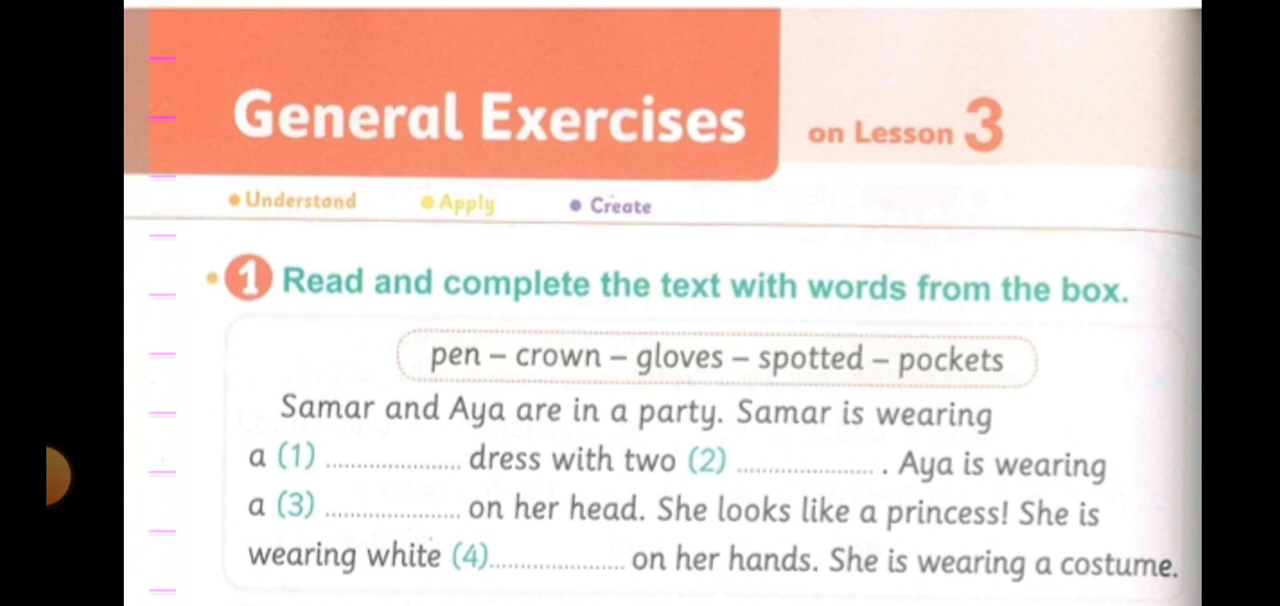 General Exercises on Lesson 3
• Understand • Apply • Create
• 1 Read and complete the text with words from the box.
pen – crown – gloves – spotted – pockets
Samar and Aya are in a party. Samar is wearing
a (1) ..................... dress with two (2) ..................... . Aya is wearing
a (3) ..................... on her head. She looks like a princess! She is
wearing white (4)..................... on her hands. She is wearing a costume.